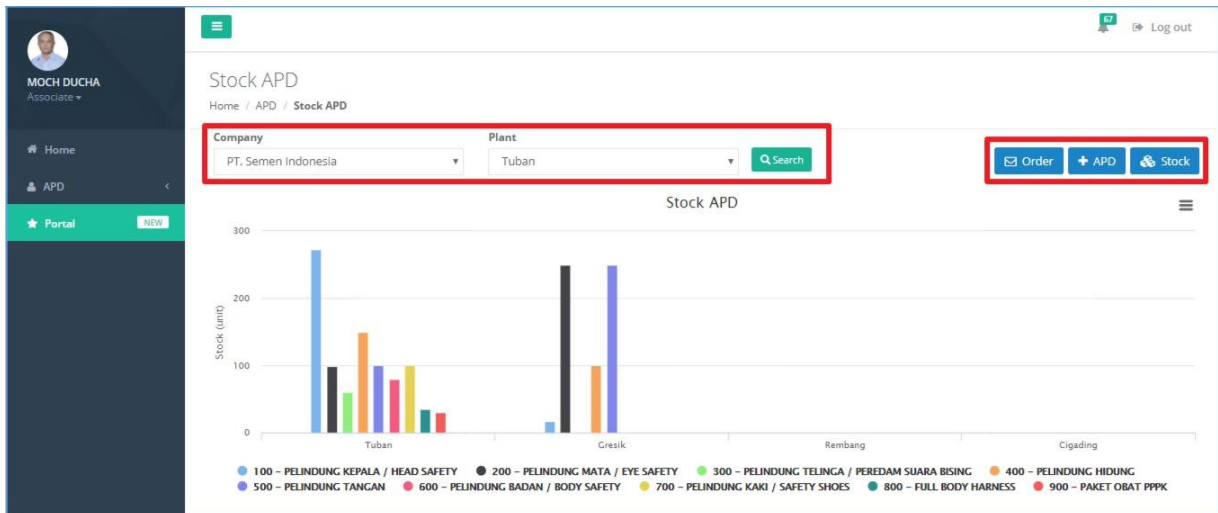 67
Log out
MOCH DUCHA
Associate
Stock APD
Home / APD / Stock APD
Home
APD
Portal NEW
Company Plant
PT. Semen Indonesia Tuban Search
Order APD Stock
Stock APD
300
200
100
0
Stock (unit)
Tuban Gresik Rembang Cigading
100 – PELINDUNG KEPALA / HEAD SAFETY 200 – PELINDUNG MATA / EYE SAFETY 300 – PELINDUNG TELINGA / PEREDAM SUARA BISING 400 – PELINDUNG HIDUNG
500 – PELINDUNG TANGAN 600 – PELINDUNG BADAN / BODY SAFETY 700 – PELINDUNG KAKI / SAFETY SHOES 800 – FULL BODY HARNESS 900 – PAKET OBAT PPPK